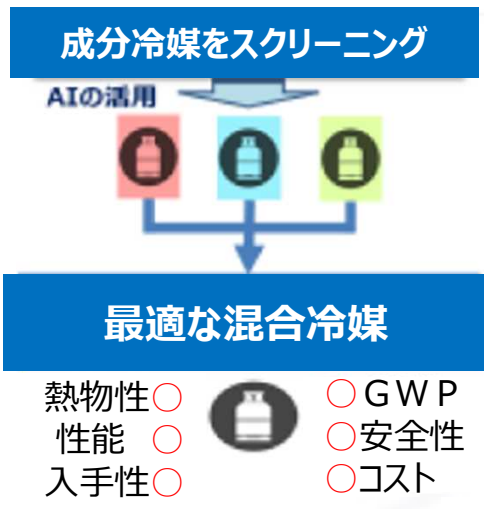 成分冷媒をスクリーニング
AIの活用
最適な混合冷媒
熱物性○ ○GWP
性能 ○ ○安全性
入手性○ ○コスト